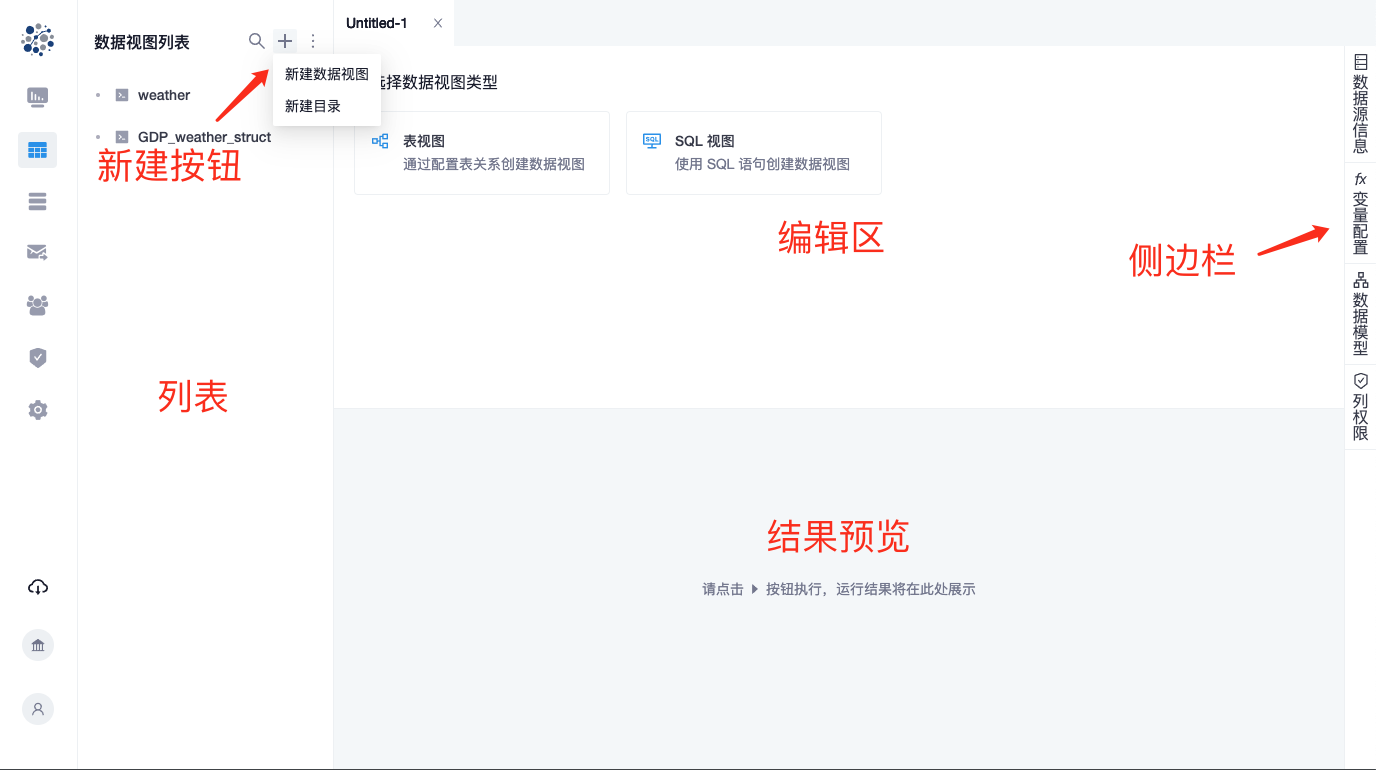 数据视图列表
Untitled-1
新建数据视图
新建目录
选择数据视图类型
weather
GDP_weather_struct
新建按钮
列表
表视图
通过配置表关系创建数据视图
SQL
SQL 视图
使用 SQL 语句创建数据视图
编辑区
侧边栏
结果预览
请点击 按钮执行，运行结果将在此处展示
数据源信息
fx
变量配置
数据模型
列权限